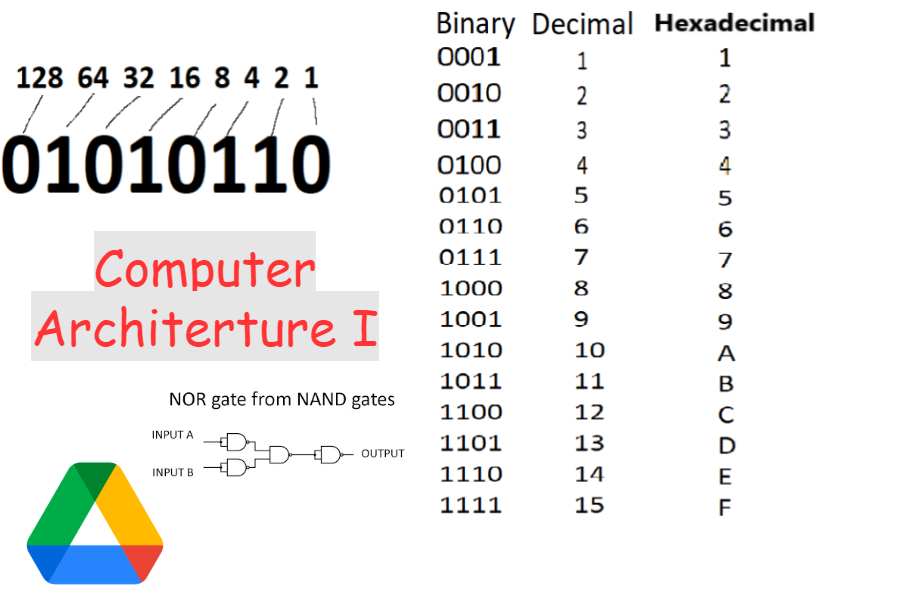 128 64 32 16 8 4 2 1
01010110
Computer
Architerture I
NOR gate from NAND gates
INPUT A
INPUT B
OUTPUT
Binary Decimal Hexadecimal
0001 1 1
0010 2 2
0011 3 3
0100 4 4
0101 5 5
0110 6 6
0111 7 7
1000 8 8
1001 9 9
1010 10 A
1011 11 B
1100 12 C
1101 13 D
1110 14 E
1111 15 F